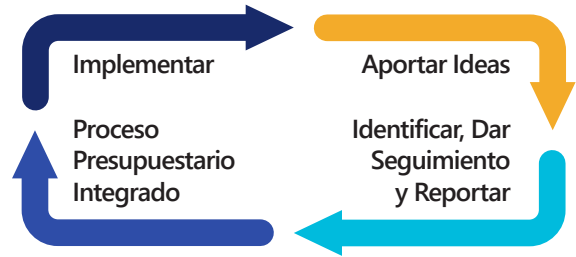 Implementar
Aportar Ideas
Proceso
Presupuestario
Integrado
Identificar, Dar
Seguimiento
y Reportar